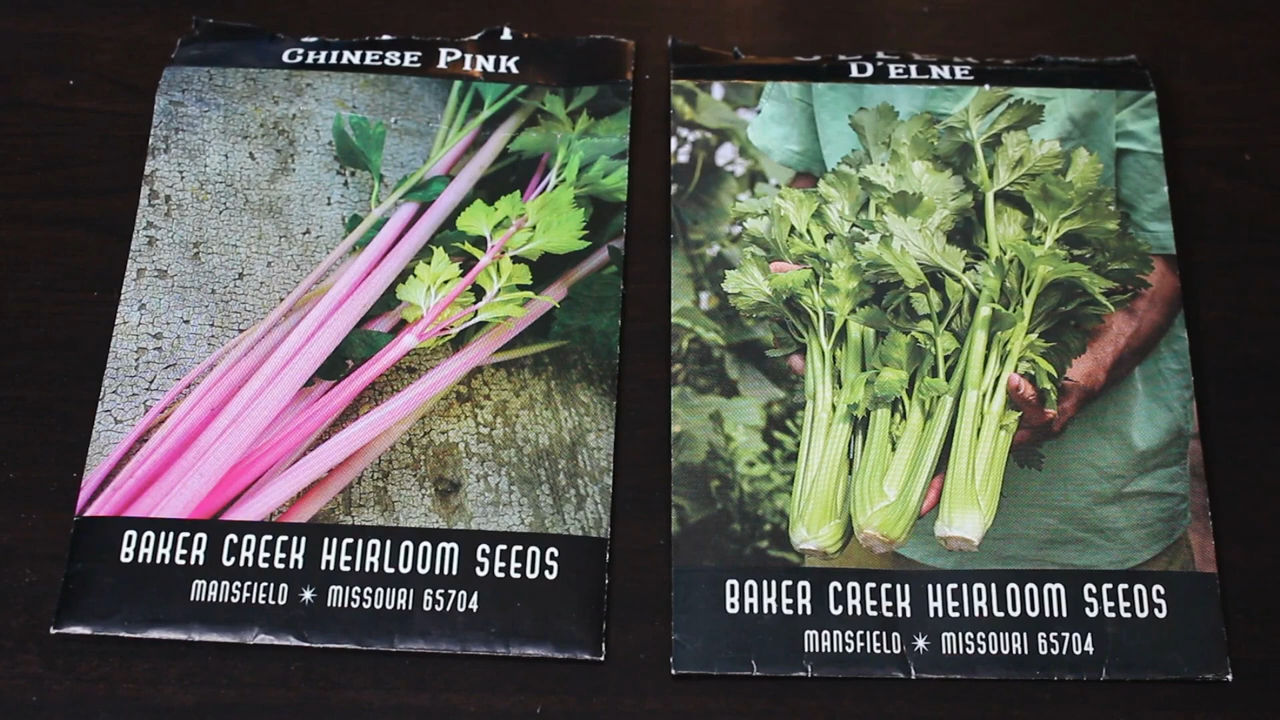 CHINESE PINK
BAKER CREEK HEIRLOOM SEEDS
MANSFIELD ✴ MISSOURI 65704
D'ELNE
BAKER CREEK HEIRLOOM SEEDS
MANSFIELD ✴ MISSOURI 65704